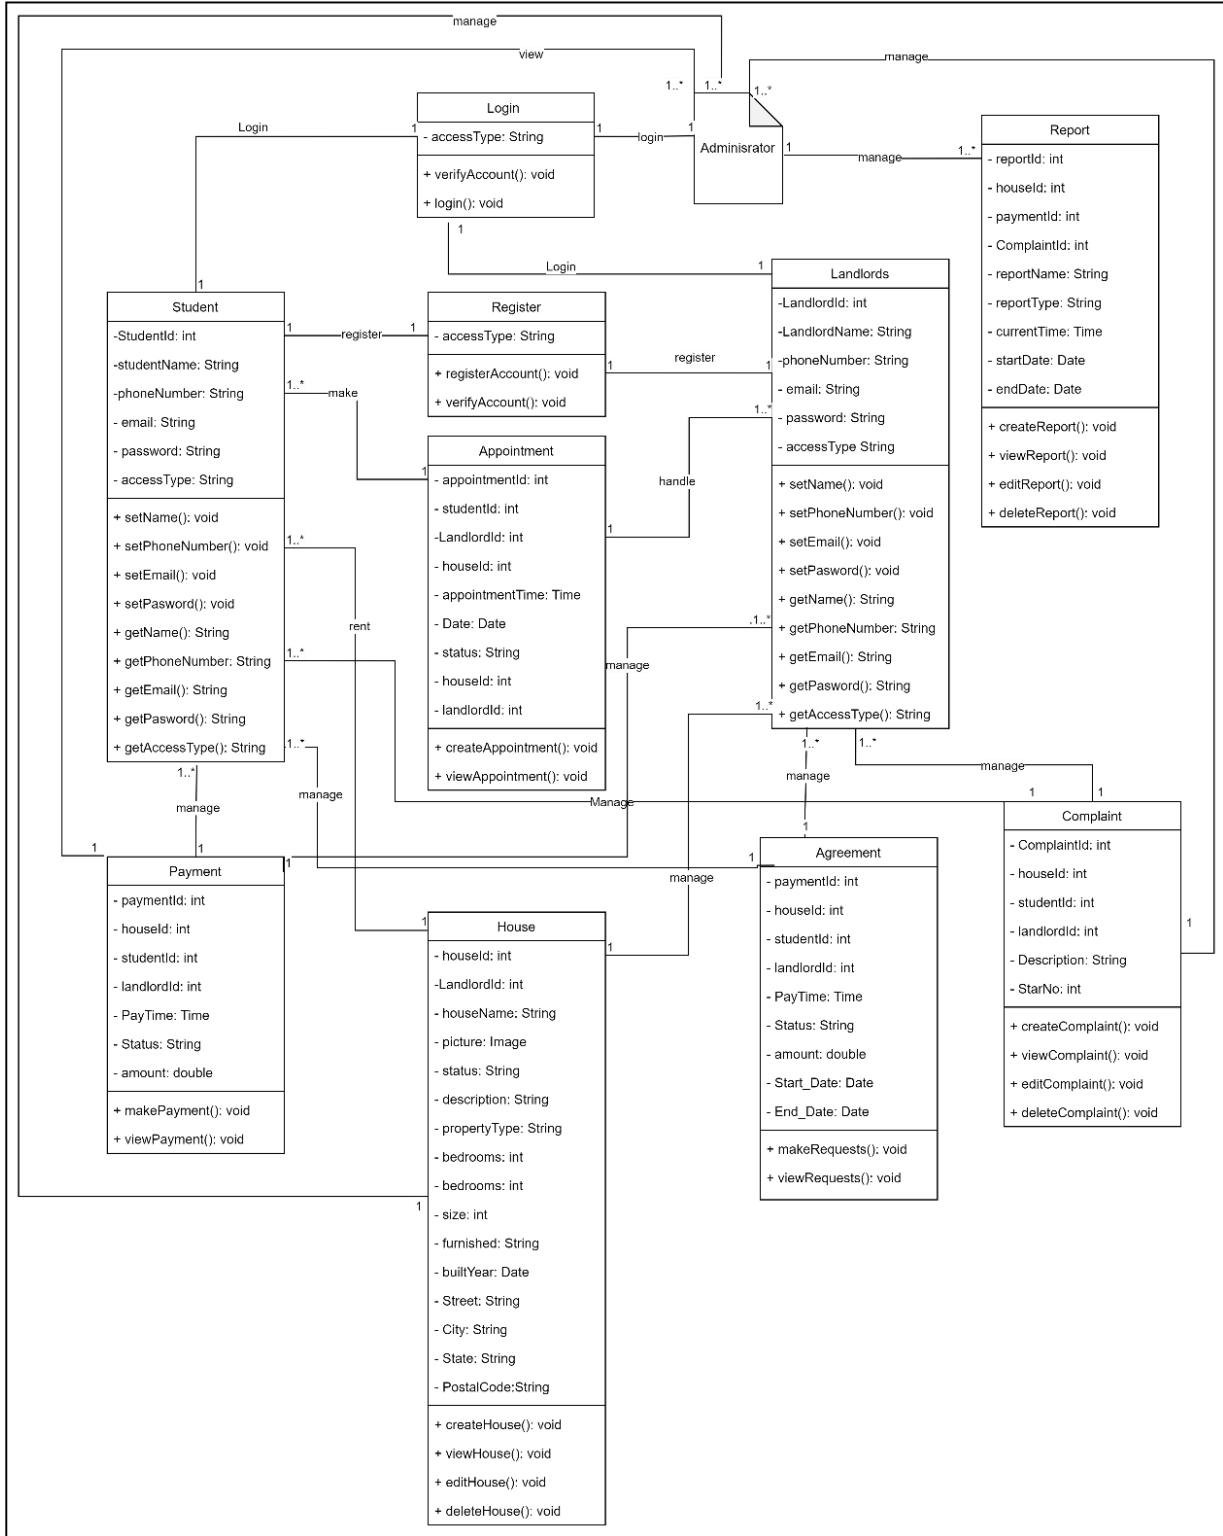 manage
view
manage
1..*
1..*
1..*
Login
- accessType: String
+ verifyAccount(): void
+ login(): void
Login
1
1
1
login
1
Adminisrator
1
manage
1..*
Report
- reportId: int
- houseId: int
- paymentId: int
- ComplaintId: int
- reportName: String
- reportType: String
- currentTime: Time
- startDate: Date
- endDate: Date
+ createReport(): void
+ viewReport(): void
+ editReport(): void
+ deleteReport(): void
1
Login
1
1
Student
-StudentId: int
-studentName: String
-phoneNumber: String
- email: String
- password: String
- accessType: String
+ setName(): void
+ setPhoneNumber(): void
+ setEmail(): void
+ setPasword(): void
+ getName(): String
+ getPhoneNumber: String
+ getEmail(): String
+ getPasword(): String
+ getAccessType(): String
1
register
1
Register
- accessType: String
+ registerAccount(): void
+ verifyAccount(): void
1
register
1
Landlords
-LandlordId: int
-LandlordName: String
-phoneNumber: String
- email: String
- password: String
- accessType String
+ setName(): void
+ setPhoneNumber(): void
+ setEmail(): void
+ setPasword(): void
+ getName(): String
+ getPhoneNumber: String
+ getEmail(): String
+ getPasword(): String
+ getAccessType(): String
1..*
make
1
Appointment
- appointmentId: int
- studentId: int
-LandlordId: int
- houseId: int
- appointmentTime: Time
- Date: Date
- status: String
- houseId: int
- landlordId: int
+ createAppointment(): void
+ viewAppointment(): void
1..*
handle
1
1..*
rent
1..*
.1..*
manage
1..*
.1..*
manage
1..*
manage
1
Manage
1..*
manage
1
1..*
manage
1
1
1
1
1
1
manage
Payment
- paymentId: int
- houseId: int
- studentId: int
- landlordId: int
- PayTime: Time
- Status: String
- amount: double
+ makePayment(): void
+ viewPayment(): void
Agreement
- paymentId: int
- houseId: int
- studentId: int
- landlordId: int
- PayTime: Time
- Status: String
- amount: double
- Start_Date: Date
- End_Date: Date
+ makeRequests(): void
+ viewRequests(): void
Complaint
- ComplaintId: int
- houseId: int
- studentId: int
- landlordId: int
- Description: String
- StarNo: int
+ createComplaint(): void
+ viewComplaint(): void
+ editComplaint(): void
+ deleteComplaint(): void
1
1
1
1
House
- houseId: int
-LandlordId: int
- houseName: String
- picture: Image
- status: String
- description: String
- propertyType: String
- bedrooms: int
- bedrooms: int
- size: int
- furnished: String
- builtYear: Date
- Street: String
- City: String
- State: String
- PostalCode:String
+ createHouse(): void
+ viewHouse(): void
+ editHouse(): void
+ deleteHouse(): void